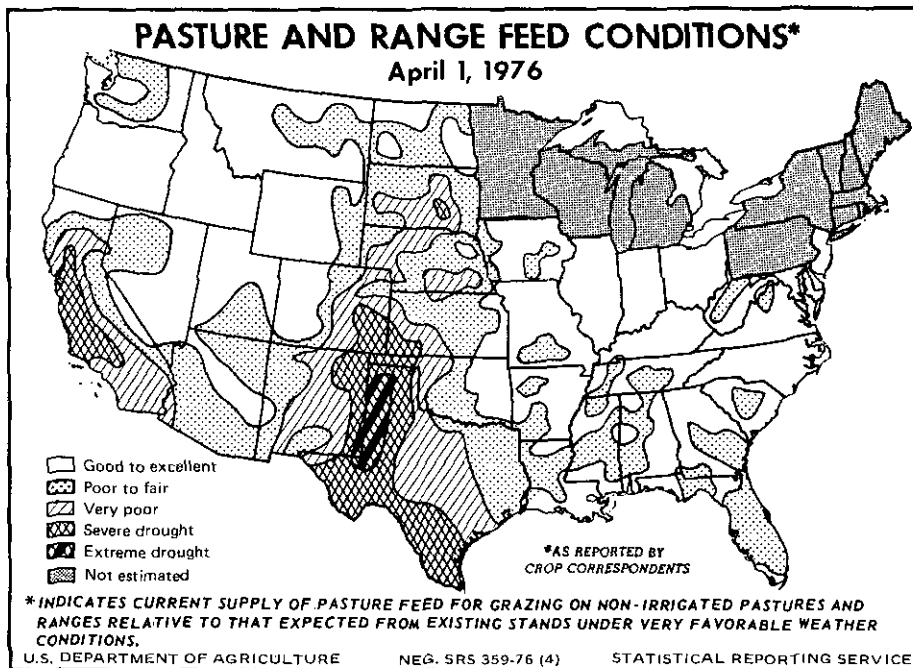 PASTURE AND RANGE FEED CONDITIONS*
April 1, 1976
Good to excellent
Poor to fair
Very poor
Severe drought
Extreme drought
Not estimated
*AS REPORTED BY
CROP CORRESPONDENTS
* INDICATES CURRENT SUPPLY OF PASTURE FEED FOR GRAZING ON NON-IRRIGATED PASTURES AND
RANGES RELATIVE TO THAT EXPECTED FROM EXISTING STANDS UNDER VERY FAVORABLE WEATHER
CONDITIONS.
U.S. DEPARTMENT OF AGRICULTURE NEG. SRS 359-76 (4) STATISTICAL REPORTING SERVICE